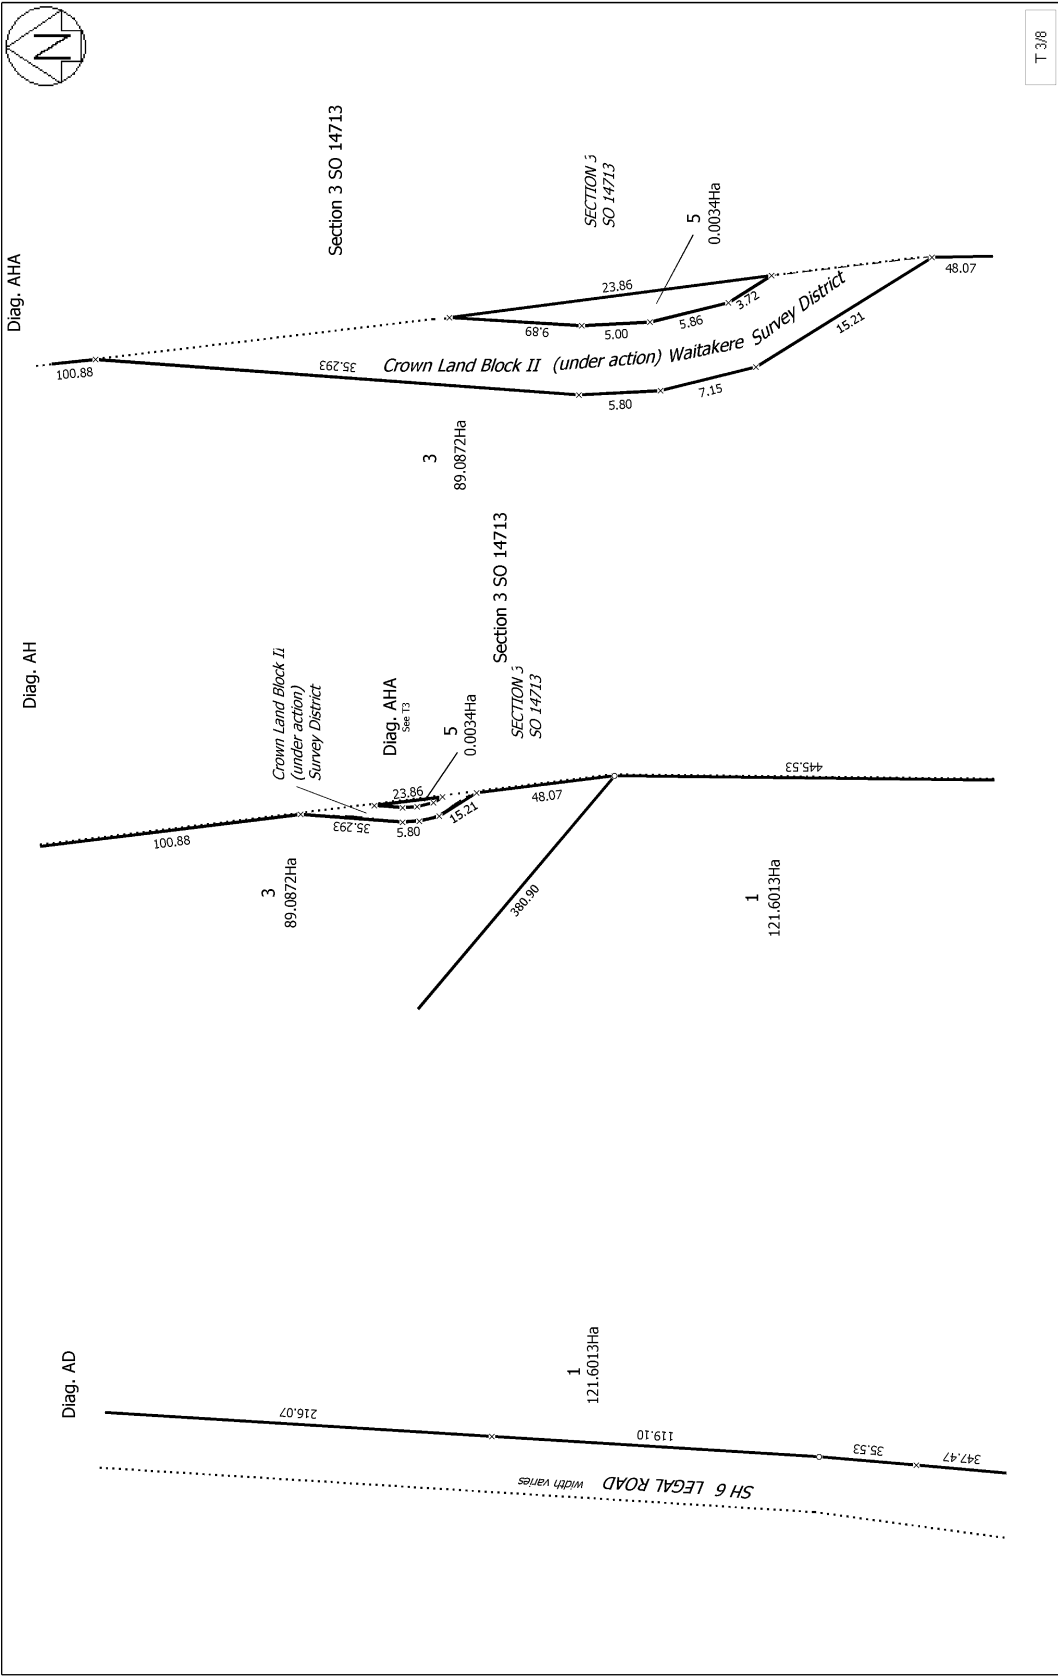 N
T 3/8
Diag. AHA
Section 3 SO 14713
SECTION 3
SO 14713
5
0.0034Ha
23.86
9.89
5.00
5.86
3.72
48.07
100.88
35.293
Crown Land Block II (under action) Waitakere Survey District
15.21
5.80
7.15
3
89.0872Ha
Diag. AH
Section 3 SO 14713
SECTION 3
SO 14713
Crown Land Block II
(under action)
Survey District
Diag. AHA
See T3
5
0.0034Ha
23.86
100.88
35.293
5.80
15.21
48.07
445.53
3
89.0872Ha
380.90
1
121.6013Ha
Diag. AD
1
121.6013Ha
216.07
119.10
35.53
347.47
SH 6 LEGAL ROAD width varies